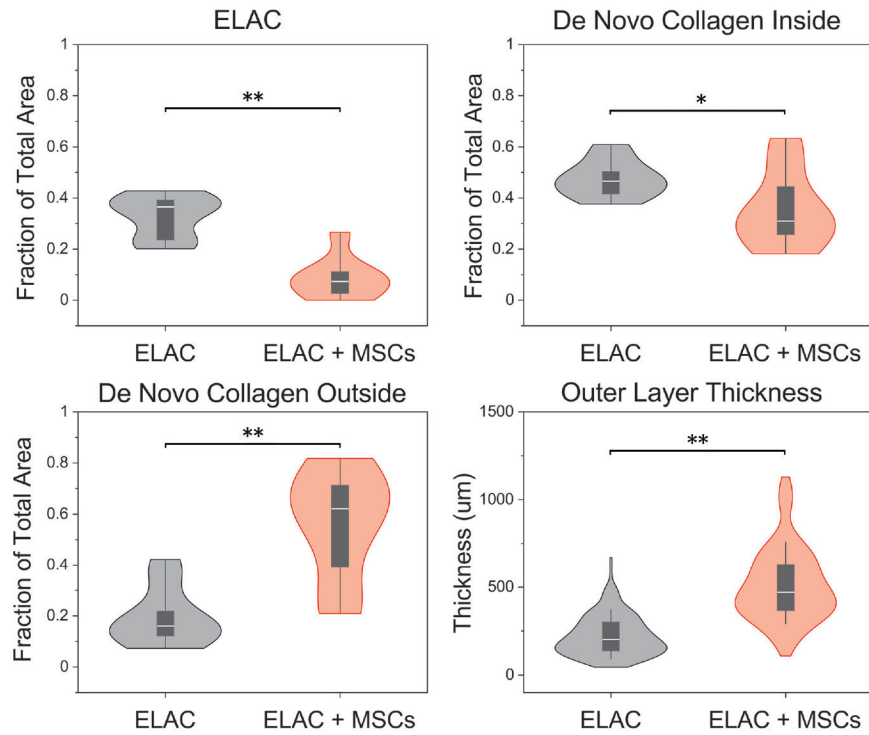 ELAC
Fraction of Total Area
1
0.8
0.6
0.4
0.2
0
**
ELAC
ELAC + MSCs
De Novo Collagen Inside
Fraction of Total Area
1
0.8
0.6
0.4
0.2
0
*
ELAC
ELAC + MSCs
De Novo Collagen Outside
Fraction of Total Area
1
0.8
0.6
0.4
0.2
0
**
ELAC
ELAC + MSCs
Outer Layer Thickness
Thickness (um)
1500
1000
500
0
**
ELAC
ELAC + MSCs